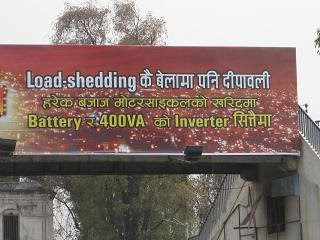 Load-shedding कै बेलामा पनि दीपावली
हरेक बजाज मोटरसाइकलको खरिदमा
Battery र 400VA को Inverter सित्तैमा